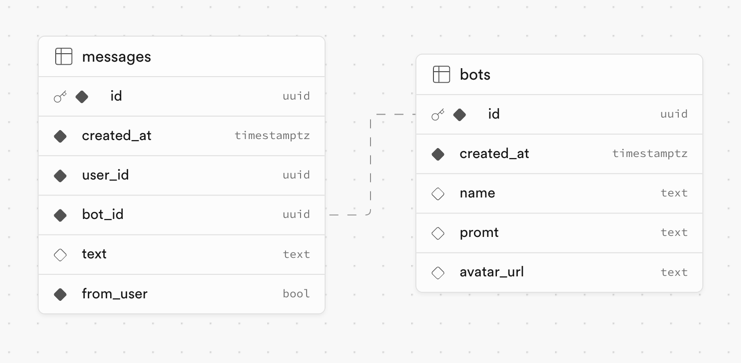 messages
id uuid
created_at timestamptz
user_id uuid
bot_id uuid
text text
from_user bool
bots
id uuid
created_at timestamptz
name text
promt text
avatar_url text